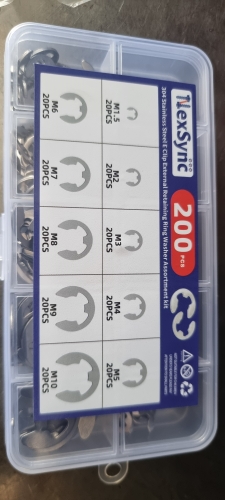 NexSync
304 Stainless Steel E Clip External Retaining Ring Washer Assortment kit
200 PCS
M1.5
20PCS
M2
20PCS
M3
20PCS
M4
20PCS
M5
20PCS
M6
20PCS
M7
20PCS
M8
20PCS
M9
20PCS
M10
20PCS